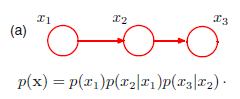 (a) x₁ x₂ x₃
p(x) = p(x₁)p(x₂|x₁)p(x₃|x₂) ·